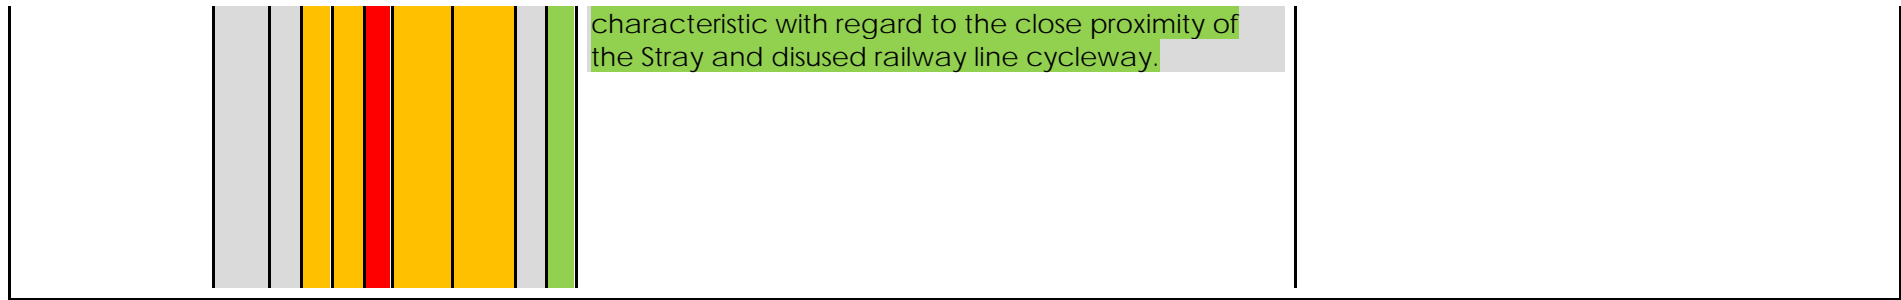 characteristic with regard to the close proximity of
the Stray and disused railway line cycleway.